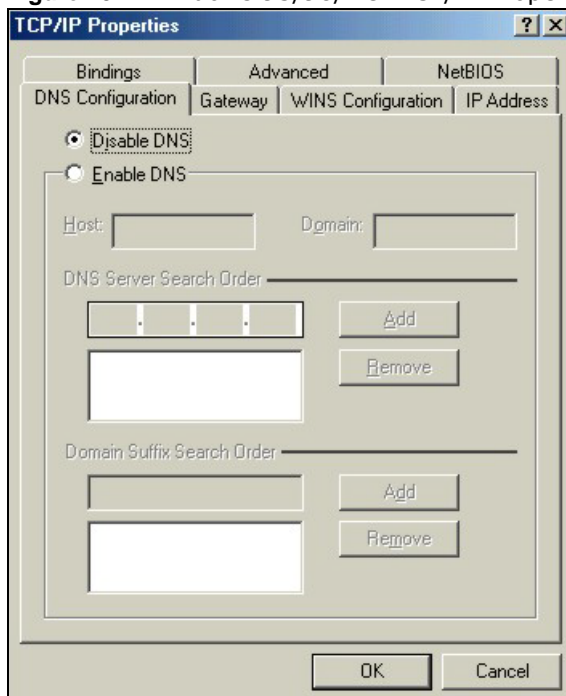 TCP/IP Properties
Bindings Advanced NetBIOS
DNS Configuration Gateway WINS Configuration IP Address
Disable DNS
Enable DNS
Host: Domain:
DNS Server Search Order
Add
Remove
Domain Suffix Search Order
Add
Remove
OK Cancel